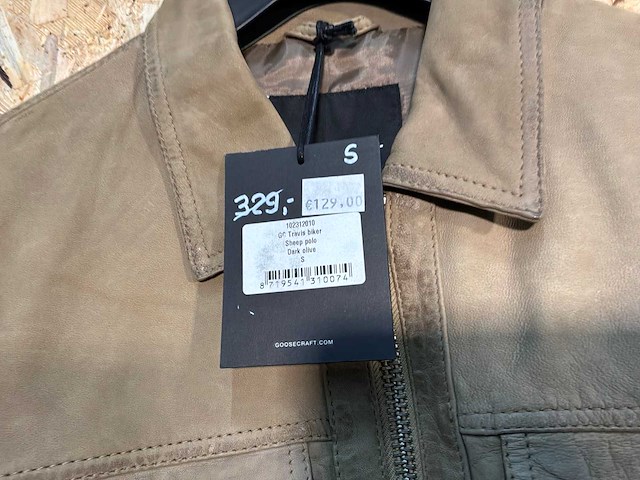 S
329,- €129,00
102312010
GC Travis biker
Sheep polo
Dark olive
S
8 719541 310074
GOOSECRAFT.COM